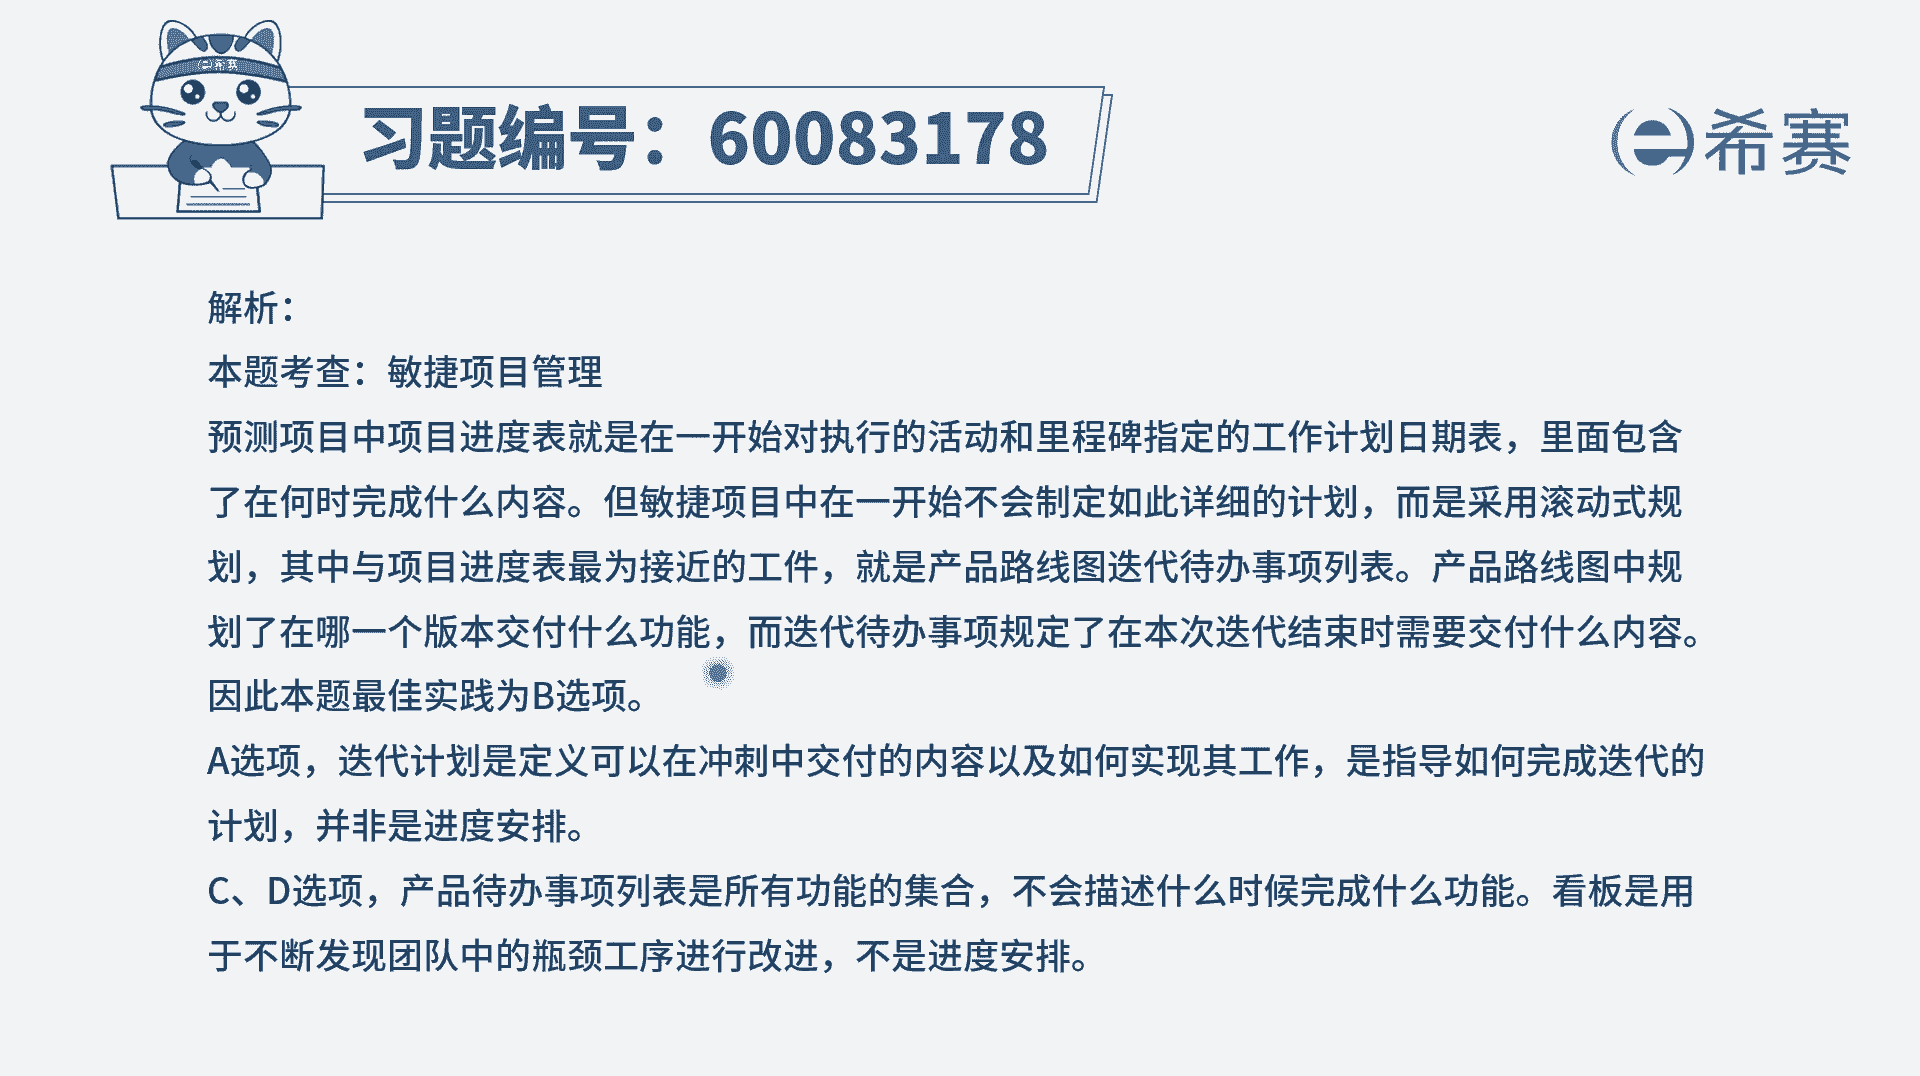 希赛
习题编号：60083178
希赛
解析：
本题考查：敏捷项目管理
预测项目中项目进度表就是在一开始对执行的活动和里程碑指定的工作计划日期表，里面包含
了在何时完成什么内容。但敏捷项目中在一开始不会制定如此详细的计划，而是采用滚动式规
划，其中与项目进度表最为接近的工件，就是产品路线图迭代待办事项列表。产品路线图中规
划了在哪一个版本交付什么功能，而迭代待办事项规定了在本次迭代结束时需要交付什么内容。
因此本题最佳实践为B选项。
A选项，迭代计划是定义可以在冲刺中交付的内容以及如何实现其工作，是指导如何完成迭代的
计划，并非是进度安排。
C、D选项，产品待办事项列表是所有功能的集合，不会描述什么时候完成什么功能。看板是用
于不断发现团队中的瓶颈工序进行改进，不是进度安排。